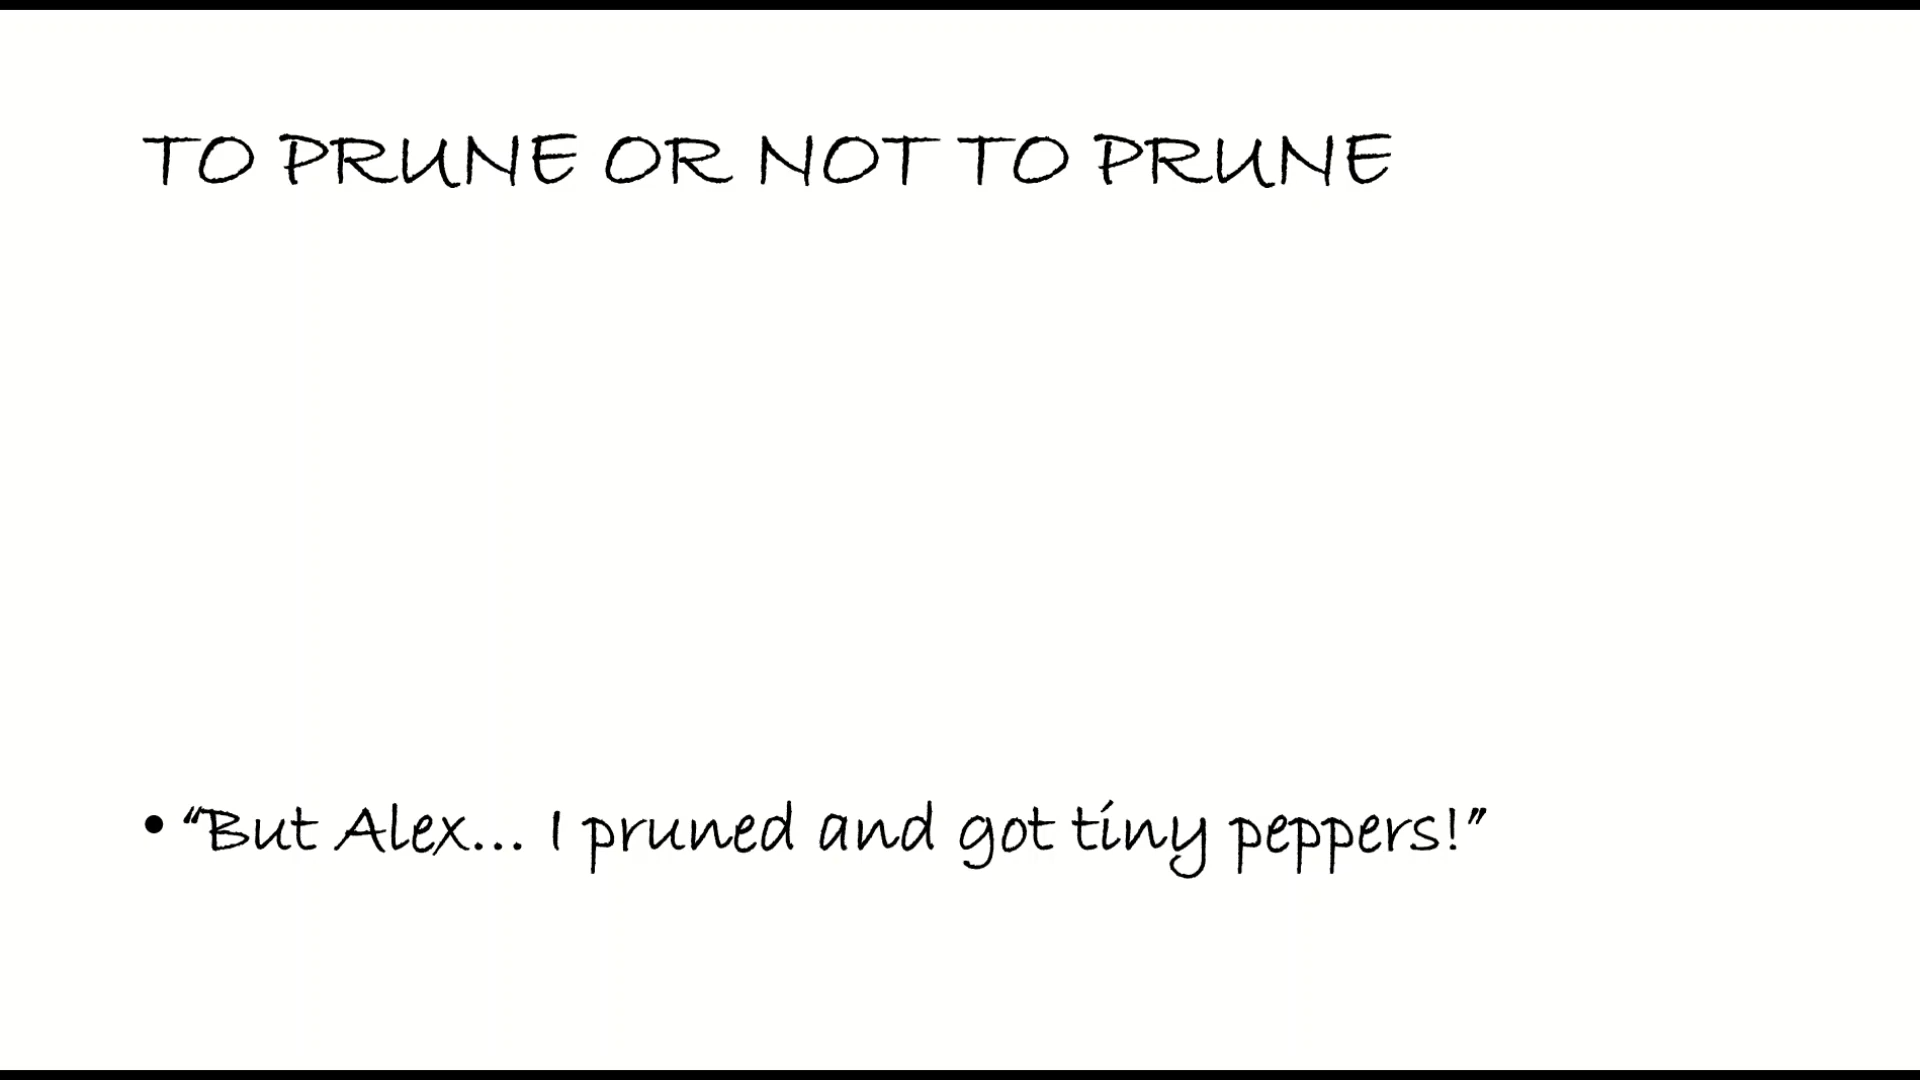 TO PRUNE OR NOT TO PRUNE
• “But Alex... I pruned and got tiny peppers!”